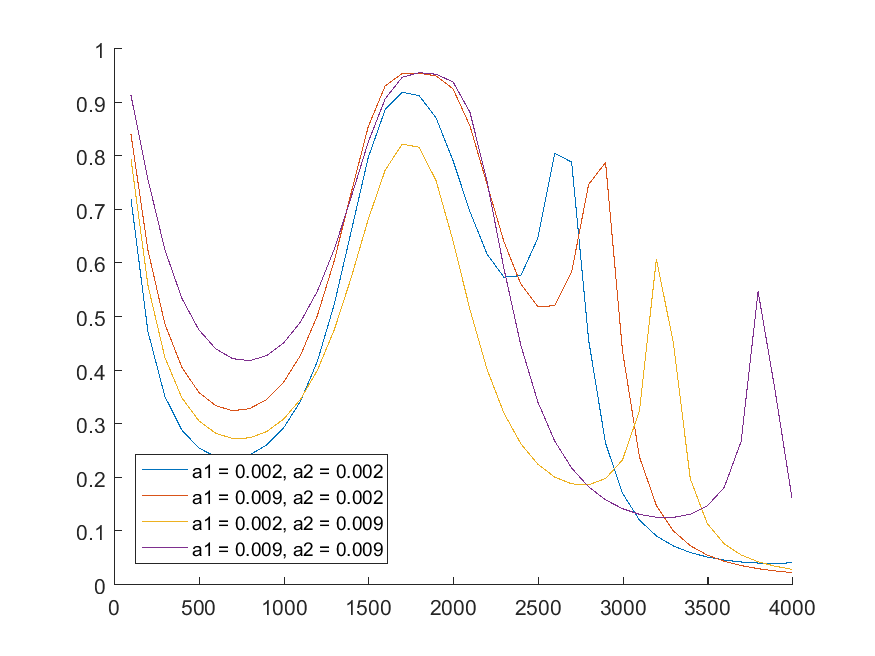 1
0.9
0.8
0.7
0.6
0.5
0.4
0.3
0.2
0.1
0
a1 = 0.002, a2 = 0.002
a1 = 0.009, a2 = 0.002
a1 = 0.002, a2 = 0.009
a1 = 0.009, a2 = 0.009
0 500 1000 1500 2000 2500 3000 3500 4000